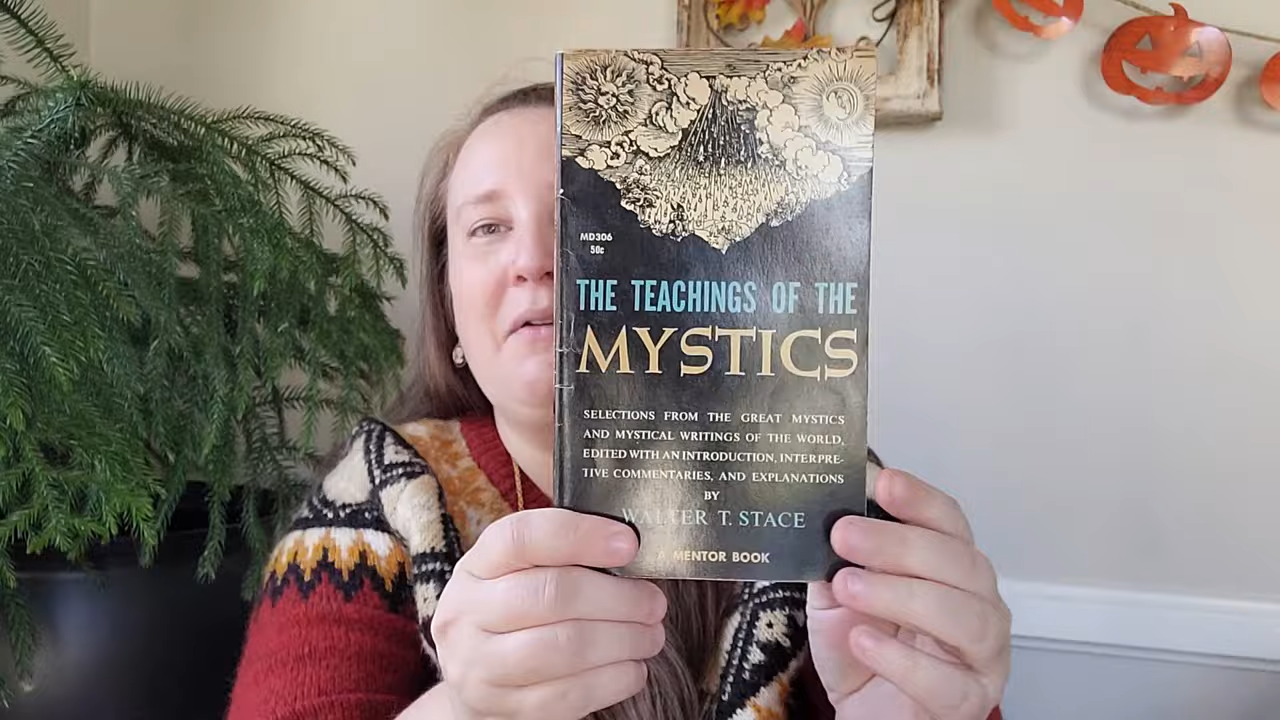 MD306
50c
THE TEACHINGS OF THE
MYSTICS
SELECTIONS FROM THE GREAT MYSTICS
AND MYSTICAL WRITINGS OF THE WORLD,
EDITED WITH AN INTRODUCTION, INTERPRE-
TIVE COMMENTARIES, AND EXPLANATIONS
BY
WALTER T. STACE
A MENTOR BOOK